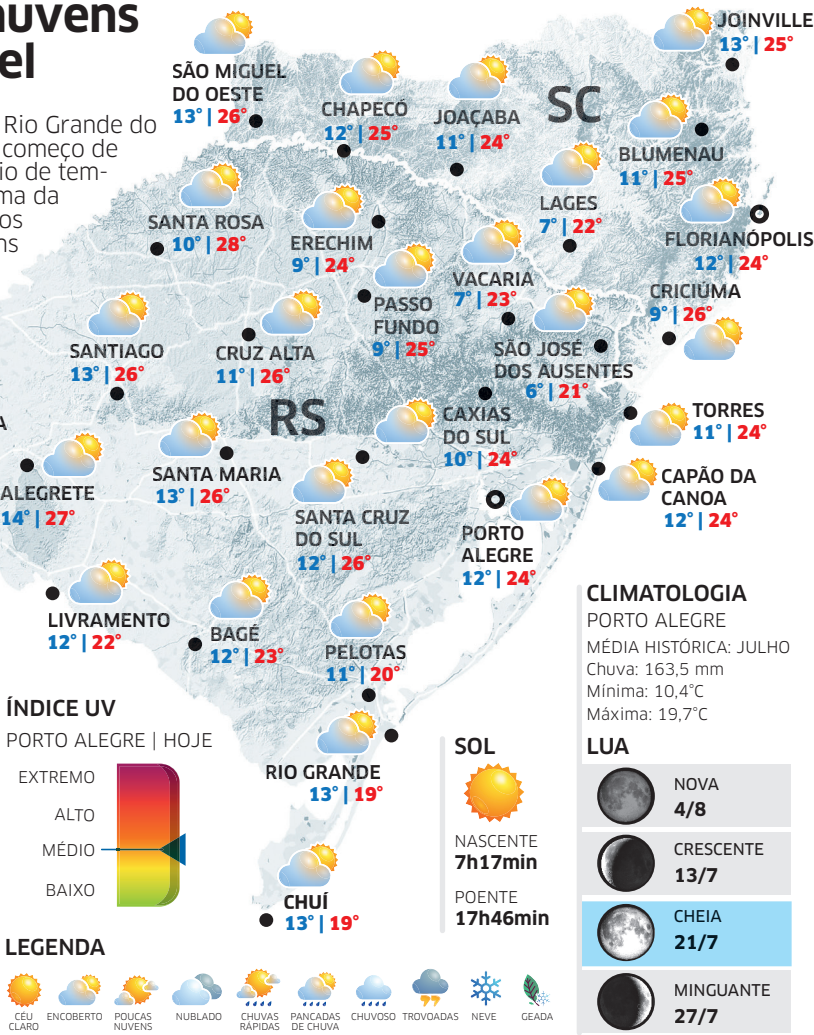 nuvens
el
Rio Grande do
começo de
io de tem-
ma da
os
ns
SÃO MIGUEL
DO OESTE
13° | 26°
CHAPECÓ
12° | 25°
JOAÇABA
11° | 24°
SC
JOINVILLE
13° | 25°
BLUMENAU
11° | 25°
LAGES
7° | 22°
FLORIANÓPOLIS
12° | 24°
SANTA ROSA
10° | 28°
ERECHIM
9° | 24°
VACARIA
7° | 23°
CRICIÚMA
9° | 26°
PASSO
FUNDO
9° | 25°
SANTIAGO
13° | 26°
CRUZ ALTA
11° | 26°
SÃO JOSÉ
DOS AUSENTES
6° | 21°
RS
A
CAXIAS
DO SUL
10° | 24°
TORRES
11° | 24°
ALEGRETE
14° | 27°
SANTA MARIA
13° | 26°
CAPÃO DA
CANOA
12° | 24°
SANTA CRUZ
DO SUL
12° | 26°
PORTO
ALEGRE
12° | 24°
LIVRAMENTO
12° | 22°
BAGÉ
12° | 23°
PELOTAS
11° | 20°
RIO GRANDE
13° | 19°
CHUÍ
13° | 19°
CLIMATOLOGIA
PORTO ALEGRE
MÉDIA HISTÓRICA: JULHO
Chuva: 163,5 mm
Mínima: 10,4°C
Máxima: 19,7°C
ÍNDICE UV
PORTO ALEGRE | HOJE
EXTREMO
ALTO
MÉDIO
BAIXO
SOL
NASCENTE
7h17min
POENTE
17h46min
LUA
NOVA
4/8
CRESCENTE
13/7
CHEIA
21/7
MINGUANTE
27/7
LEGENDA
CÉU
CLARO
ENCOBERTO
POUCAS
NUVENS
NUBLADO
CHUVAS
RÁPIDAS
PANCADAS
DE CHUVA
CHUVOSO
TROVOADAS
NEVE
GEADA